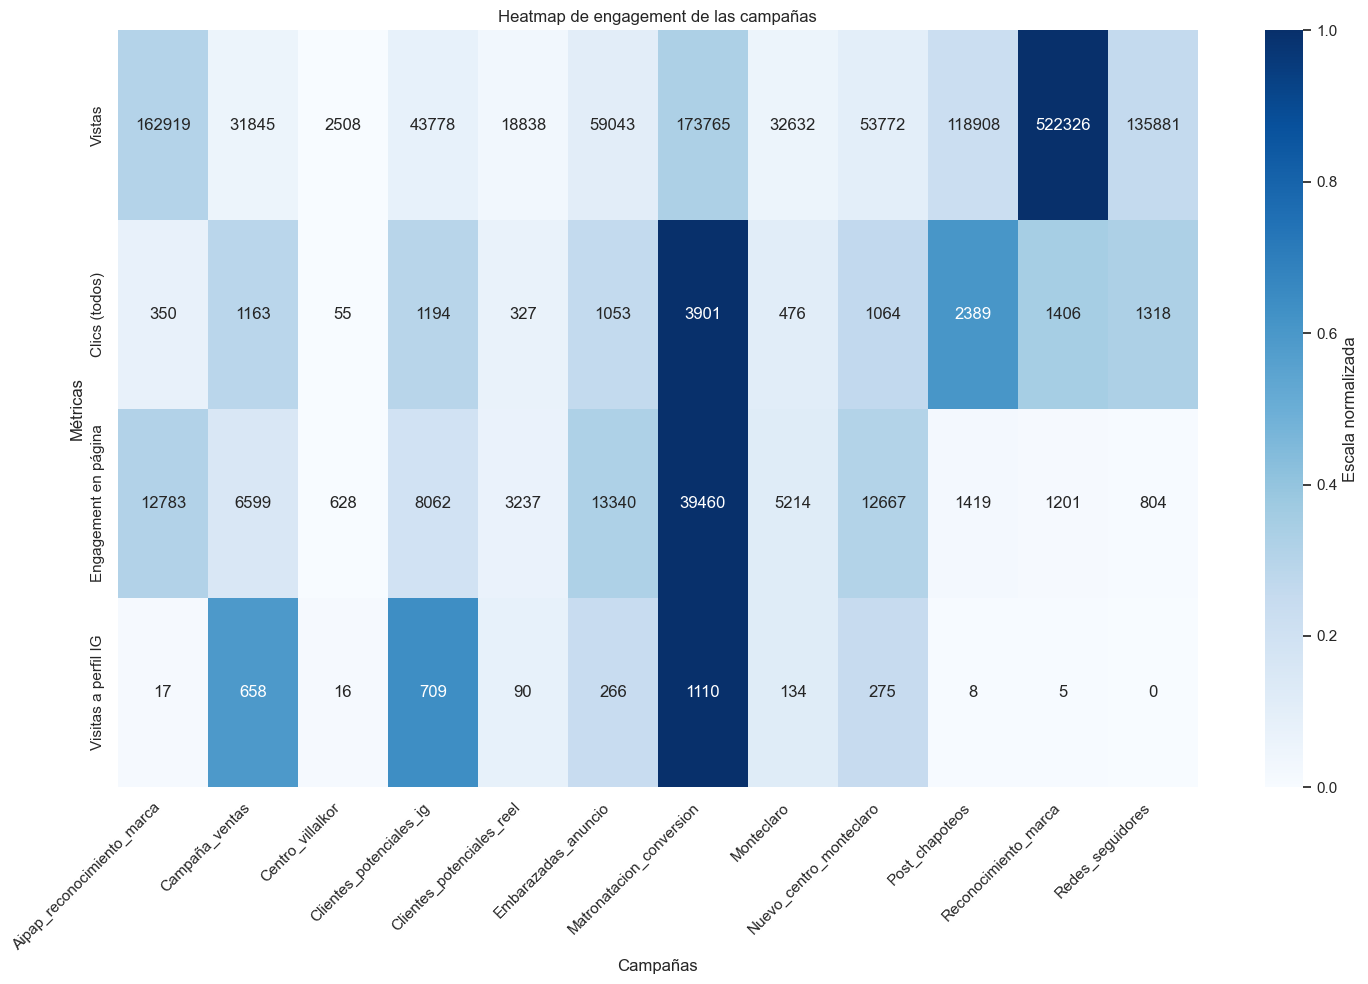 Heatmap de engagement de las campañas
Métricas
Vistas
162919 31845 2508 43778 18838 59043 173765 32632 53772 118908 522326 135881
Clics (todos)
350 1163 55 1194 327 1053 3901 476 1064 2389 1406 1318
Engagement en página
12783 6599 628 8062 3237 13340 39460 5214 12667 1419 1201 804
Visitas a perfil IG
17 658 16 709 90 266 1110 134 275 8 5 0
Aipap_reconocimiento_marca
Campaña_ventas
Centro_villalkor
Clientes_potenciales_ig
Clientes_potenciales_reel
Embarazadas_anuncio
Matronatacion_conversion
Monteclaro
Nuevo_centro_monteclaro
Post_chapoteos
Reconocimiento_marca
Redes_seguidores
Campañas
1.0
0.8
0.6
0.4
0.2
0.0
Escala normalizada